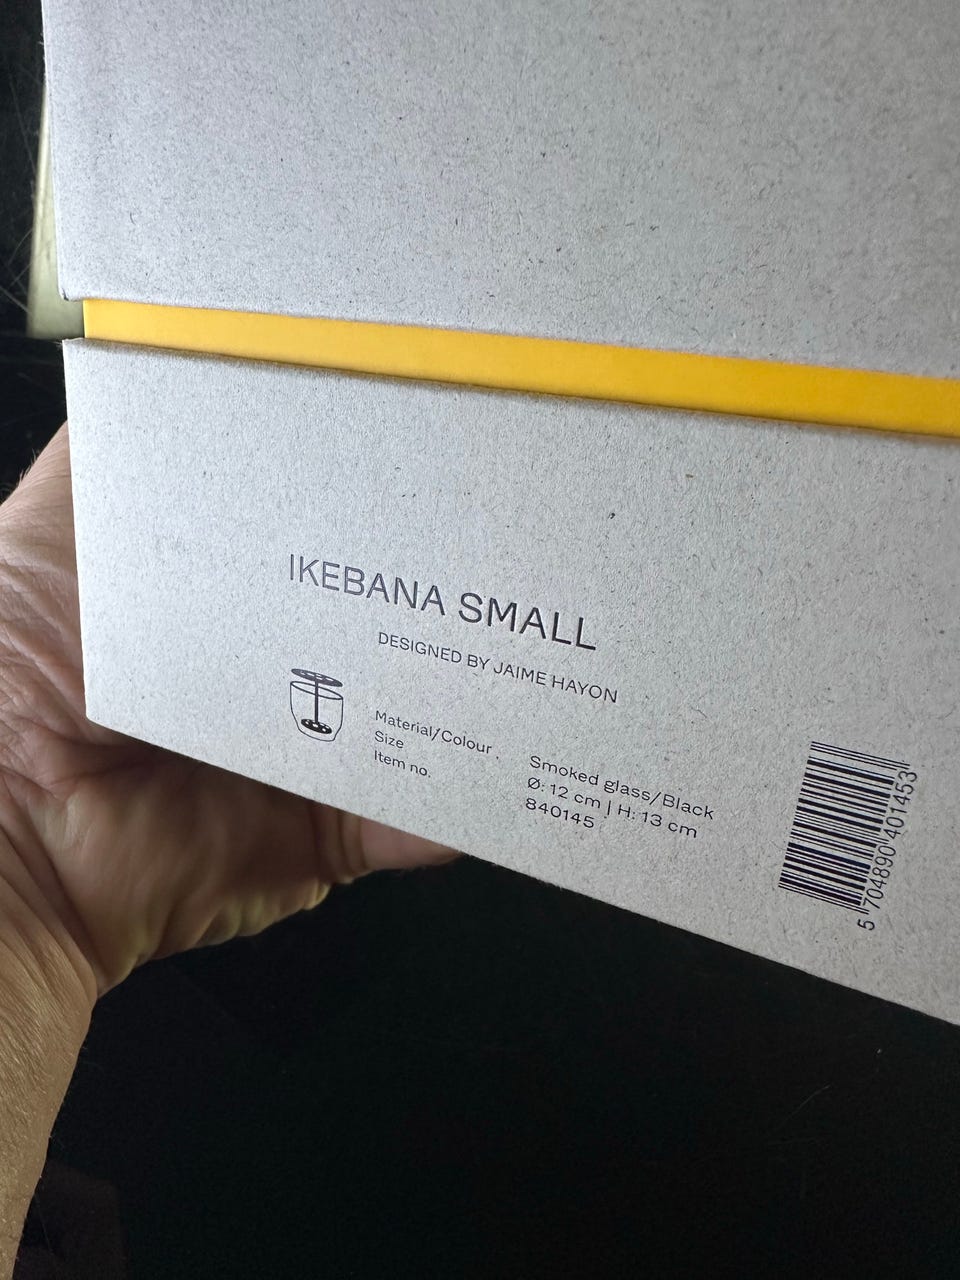 IKEBANA SMALL
DESIGNED BY JAIME HAYON
Material/Colour
Size
Item no.
Smoked glass/Black
Ø: 12 cm | H: 13 cm
840145
5 704890 401453